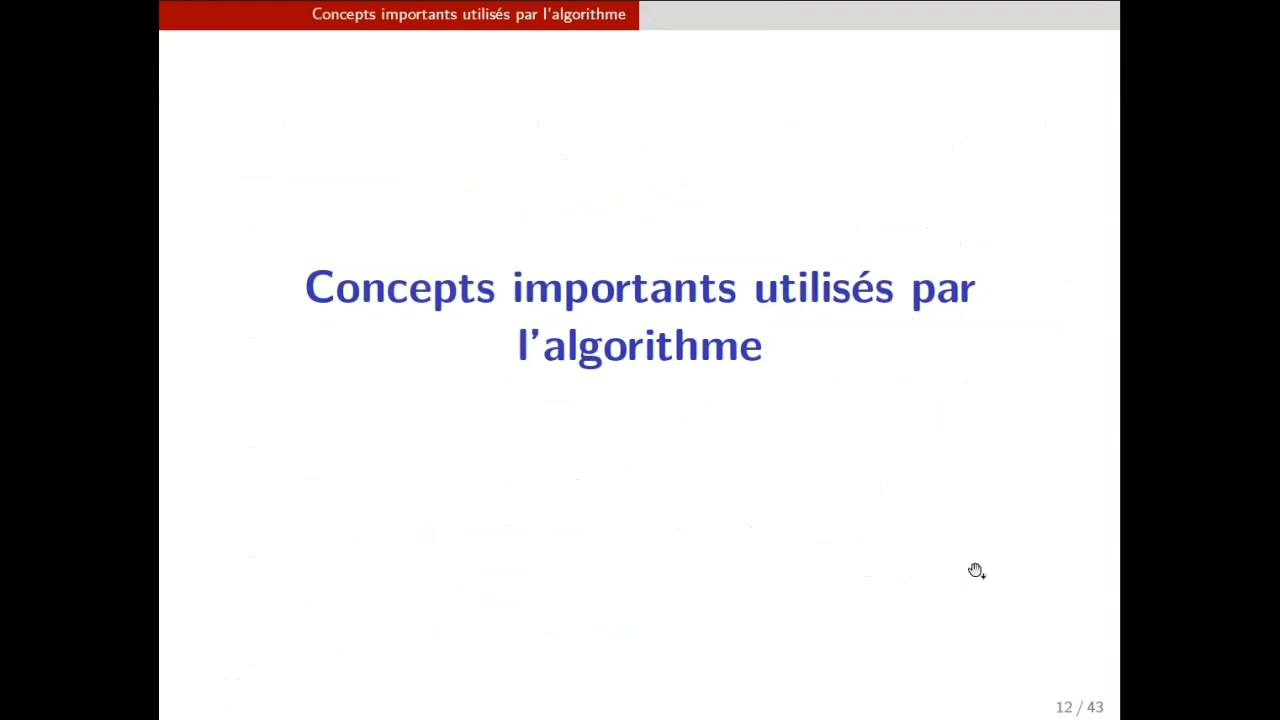 Concepts importants utilisés par l'algorithme
Concepts importants utilisés par
l'algorithme
12 / 43